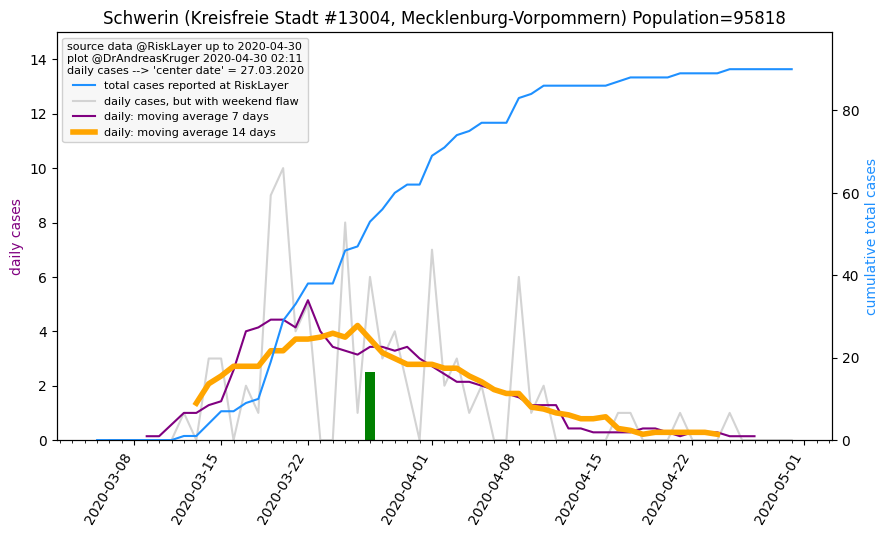 Schwerin (Kreisfreie Stadt #13004, Mecklenburg-Vorpommern) Population=95818
source data @RiskLayer up to 2020-04-30
plot @DrAndreasKruger 2020-04-30 02:11
daily cases --> 'center date' = 27.03.2020
total cases reported at RiskLayer
daily cases, but with weekend flaw
daily: moving average 7 days
daily: moving average 14 days
daily cases
14
12
10
8
6
4
2
0
cumulative total cases
80
60
40
20
0
2020-03-08
2020-03-15
2020-03-22
2020-04-01
2020-04-08
2020-04-15
2020-04-22
2020-05-01